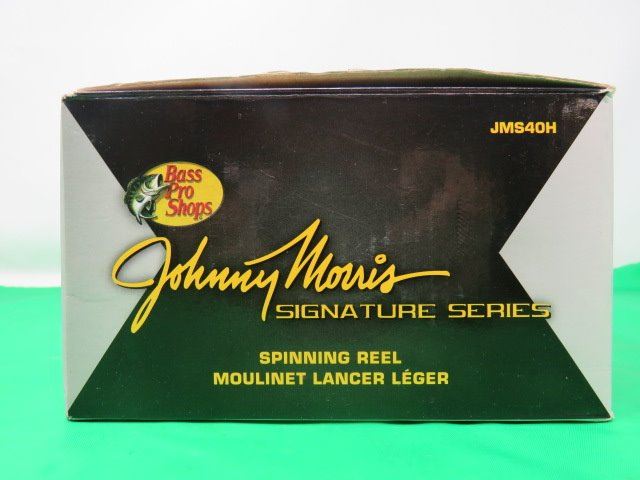 JMS40H
Bass
Pro
Shops
Johnny Morris
SIGNATURE SERIES
SPINNING REEL
MOULINET LANCER LÉGER